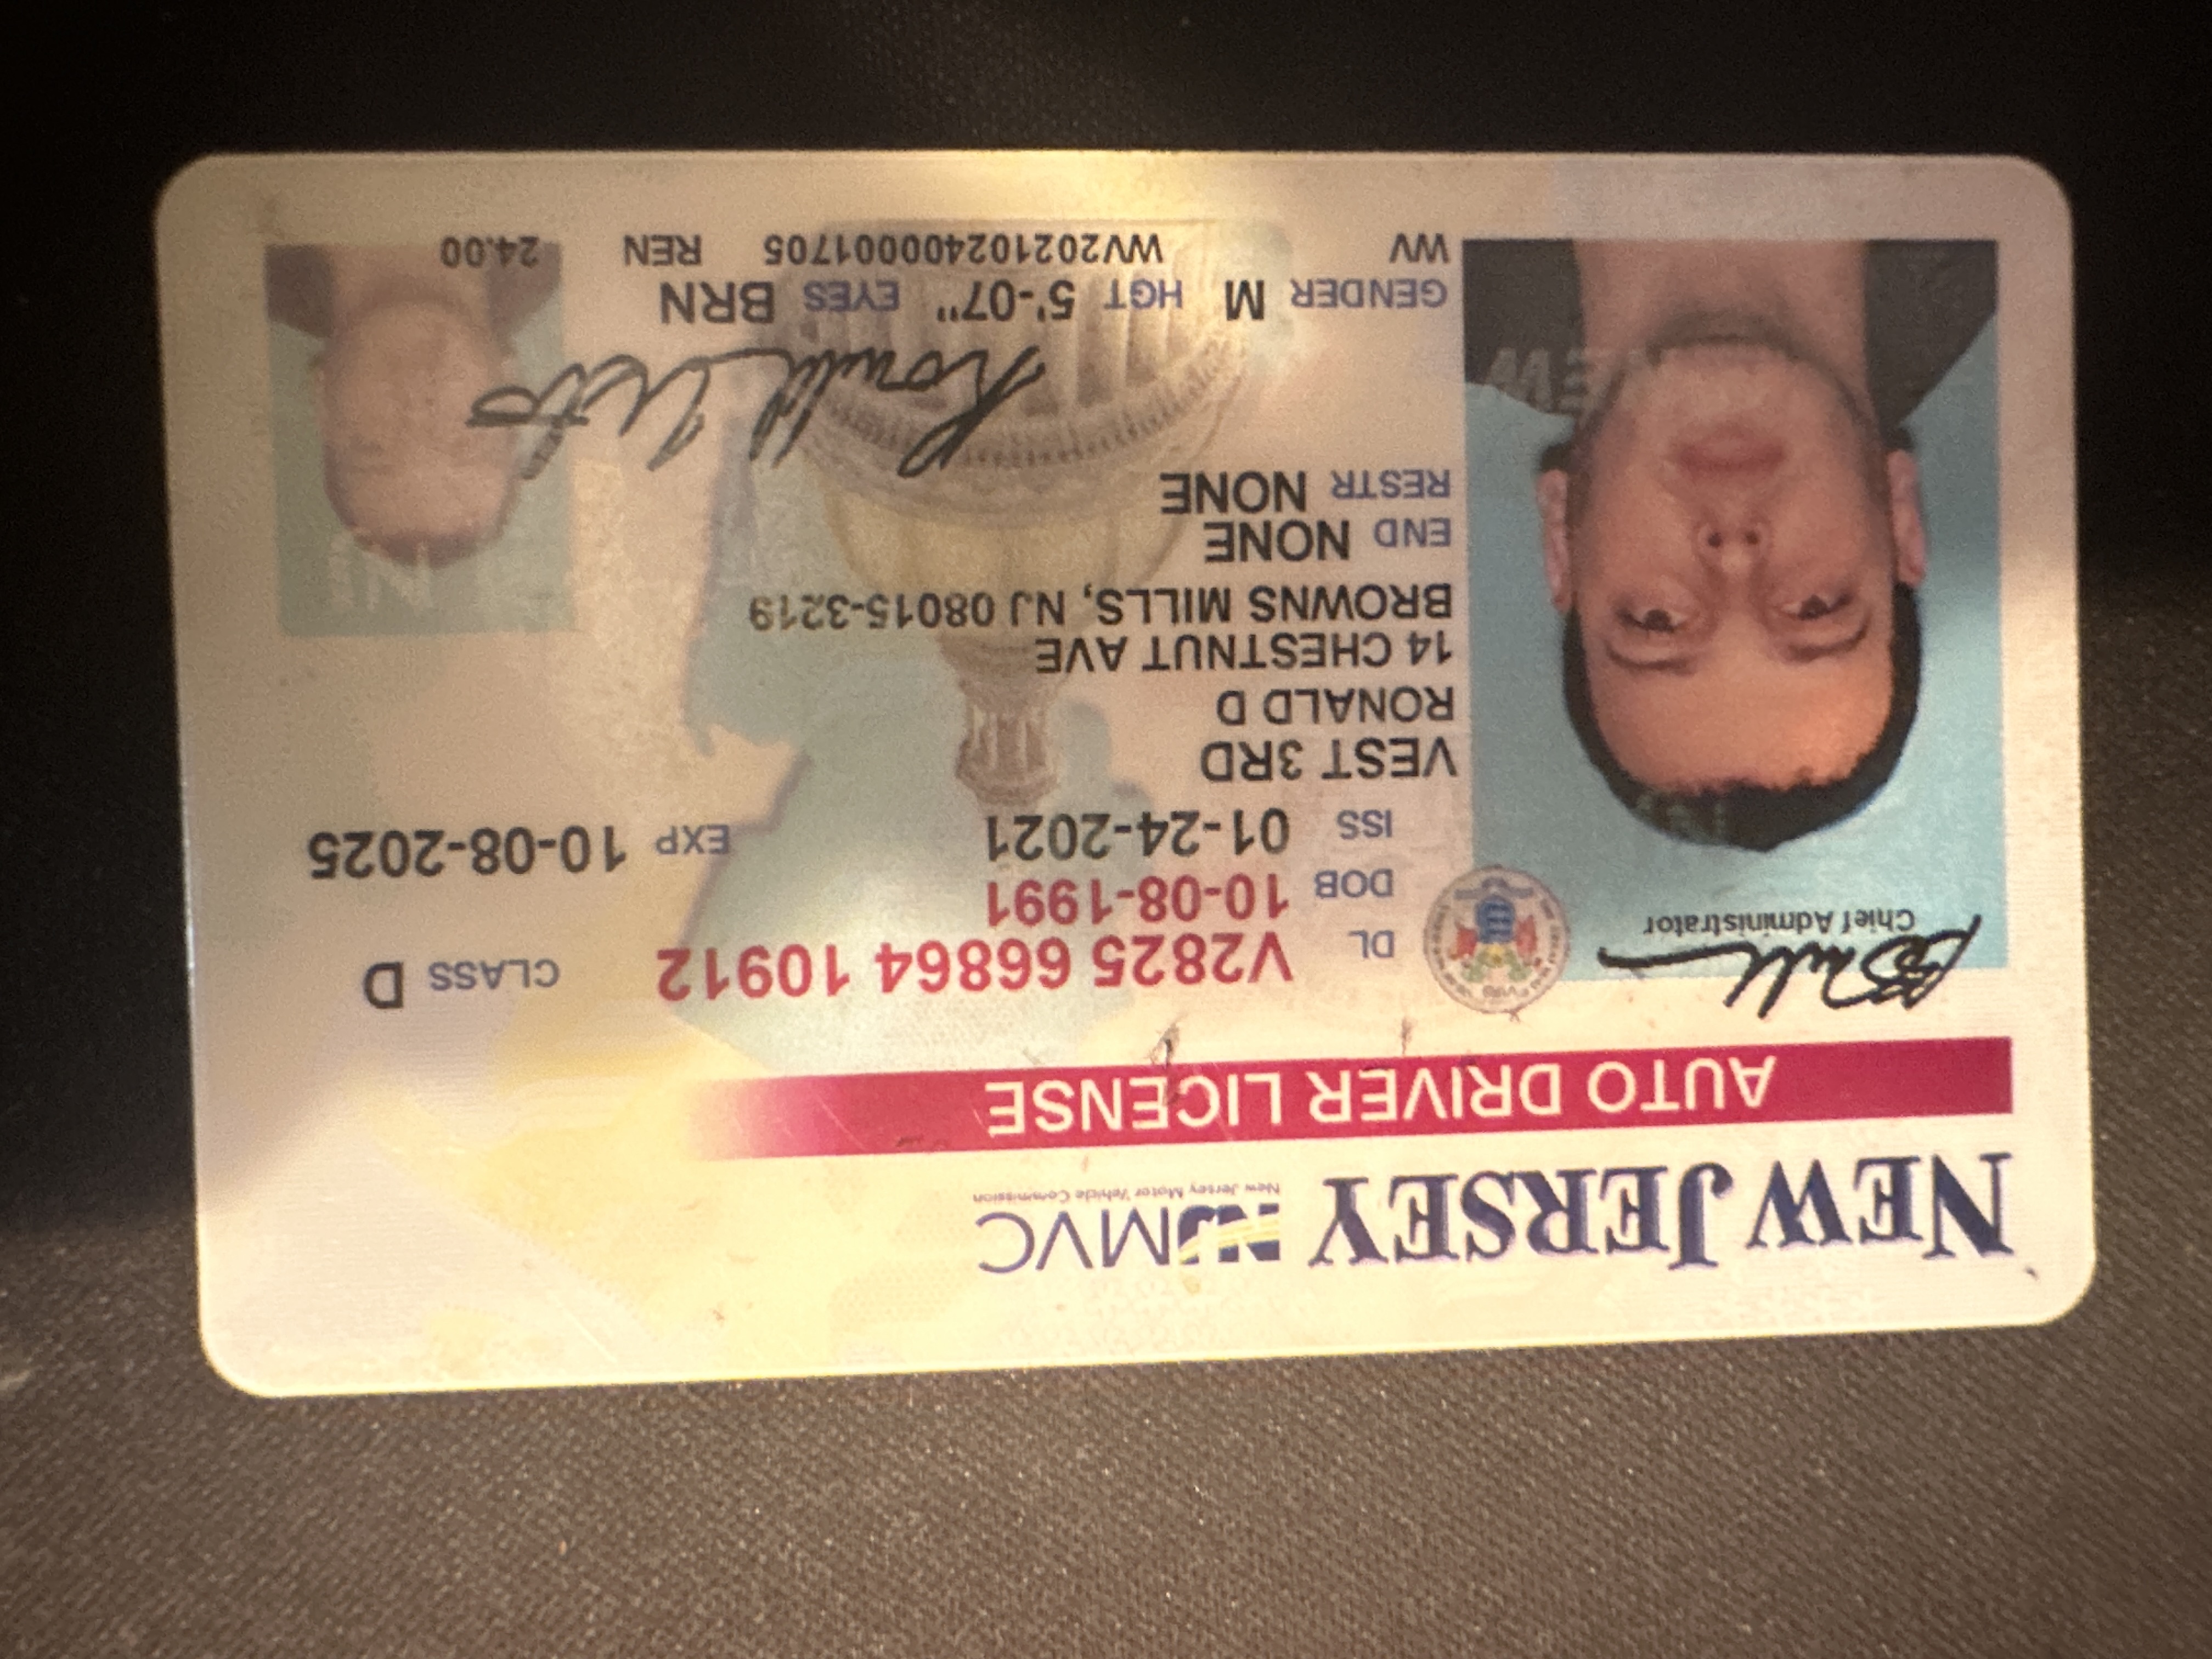 NEW JERSEY NJMVC
New Jersey Motor Vehicle Commission
AUTO DRIVER LICENSE
Chief Administrator
DL V2825 66864 10912 CLASS D
DOB 10-08-1991
ISS 01-24-2021 EXP 10-08-2025
VEST 3RD
RONALD D
14 CHESTNUT AVE
BROWNS MILLS, NJ 08015-3219
END NONE
RESTR NONE
GENDER M HGT 5'-07" EYES BRN
WV WV202102400001705 REN 24.00